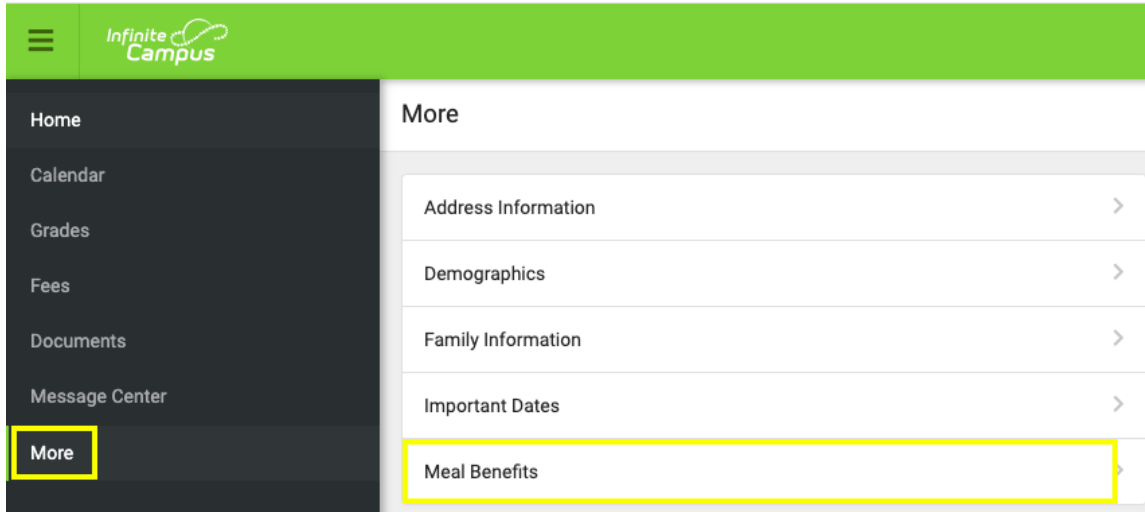 Infinite
Campus
Home
Calendar
Grades
Fees
Documents
Message Center
More
More
Address Information
Demographics
Family Information
Important Dates
Meal Benefits